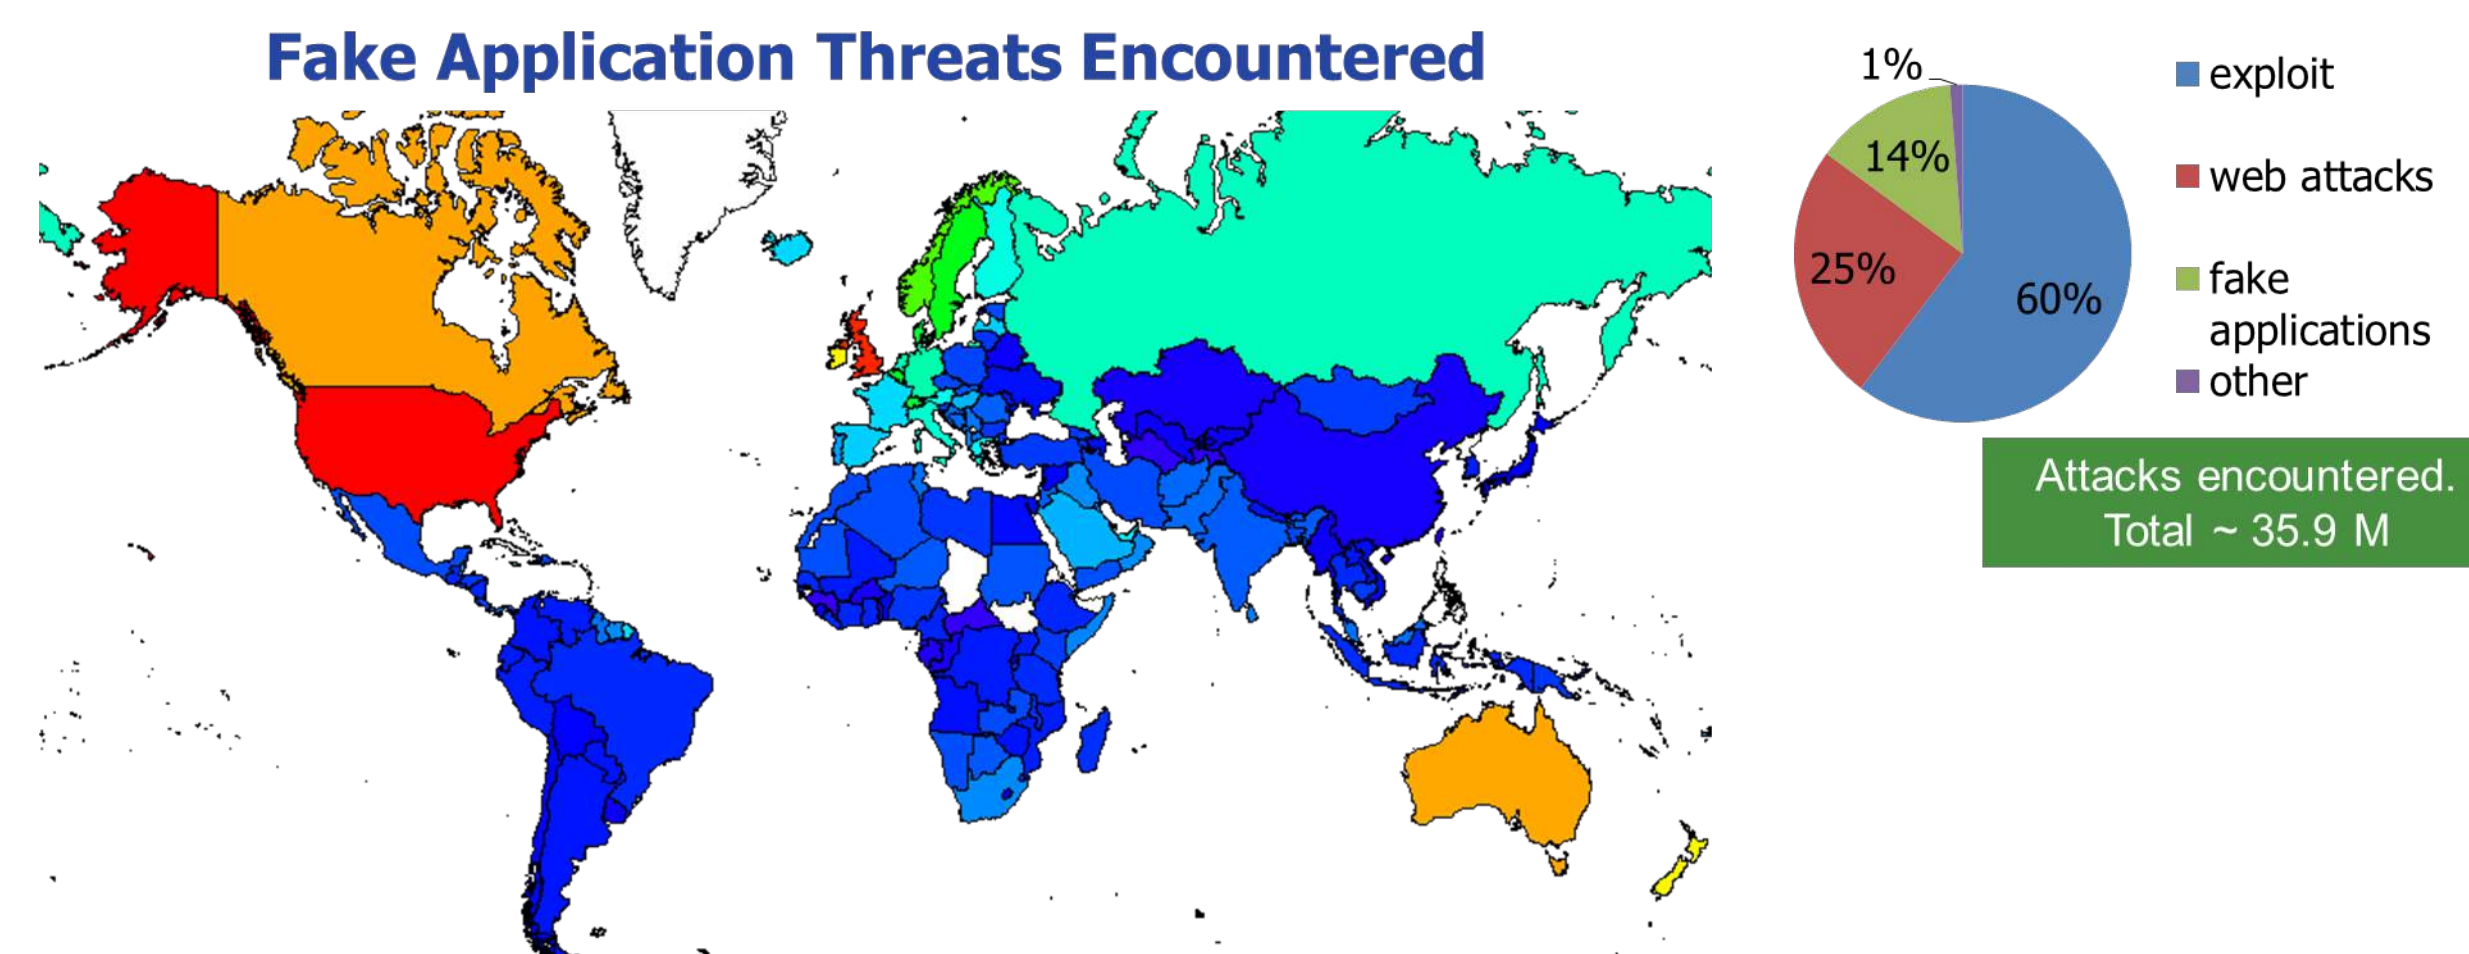 Fake Application Threats Encountered
1%
14%
25%
60%
exploit
web attacks
fake
applications
other
Attacks encountered.
Total ~ 35.9 M